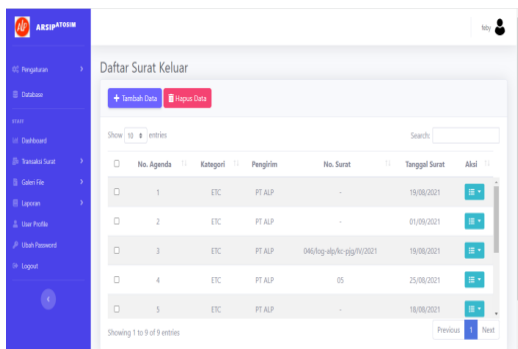 ARSIP ATOSIM
feby
Pengaturan
Database
STAFF
Dashboard
Transaksi Surat
Galeri File
Laporan
User Profile
Ubah Password
Logout
Daftar Surat Keluar
+ Tambah Data Hapus Data
Show 10 entries Search:
No. Agenda Kategori Pengirim No. Surat Tanggal Surat Aksi
1 ETC PT ALP - 19/08/2021
2 ETC PT ALP - 01/09/2021
3 ETC PT ALP 046/log-alp/kc-pjg/IV/2021 19/08/2021
4 ETC PT ALP 05 25/08/2021
5 ETC PT ALP - 18/08/2021
Showing 1 to 9 of 9 entries Previous 1 Next